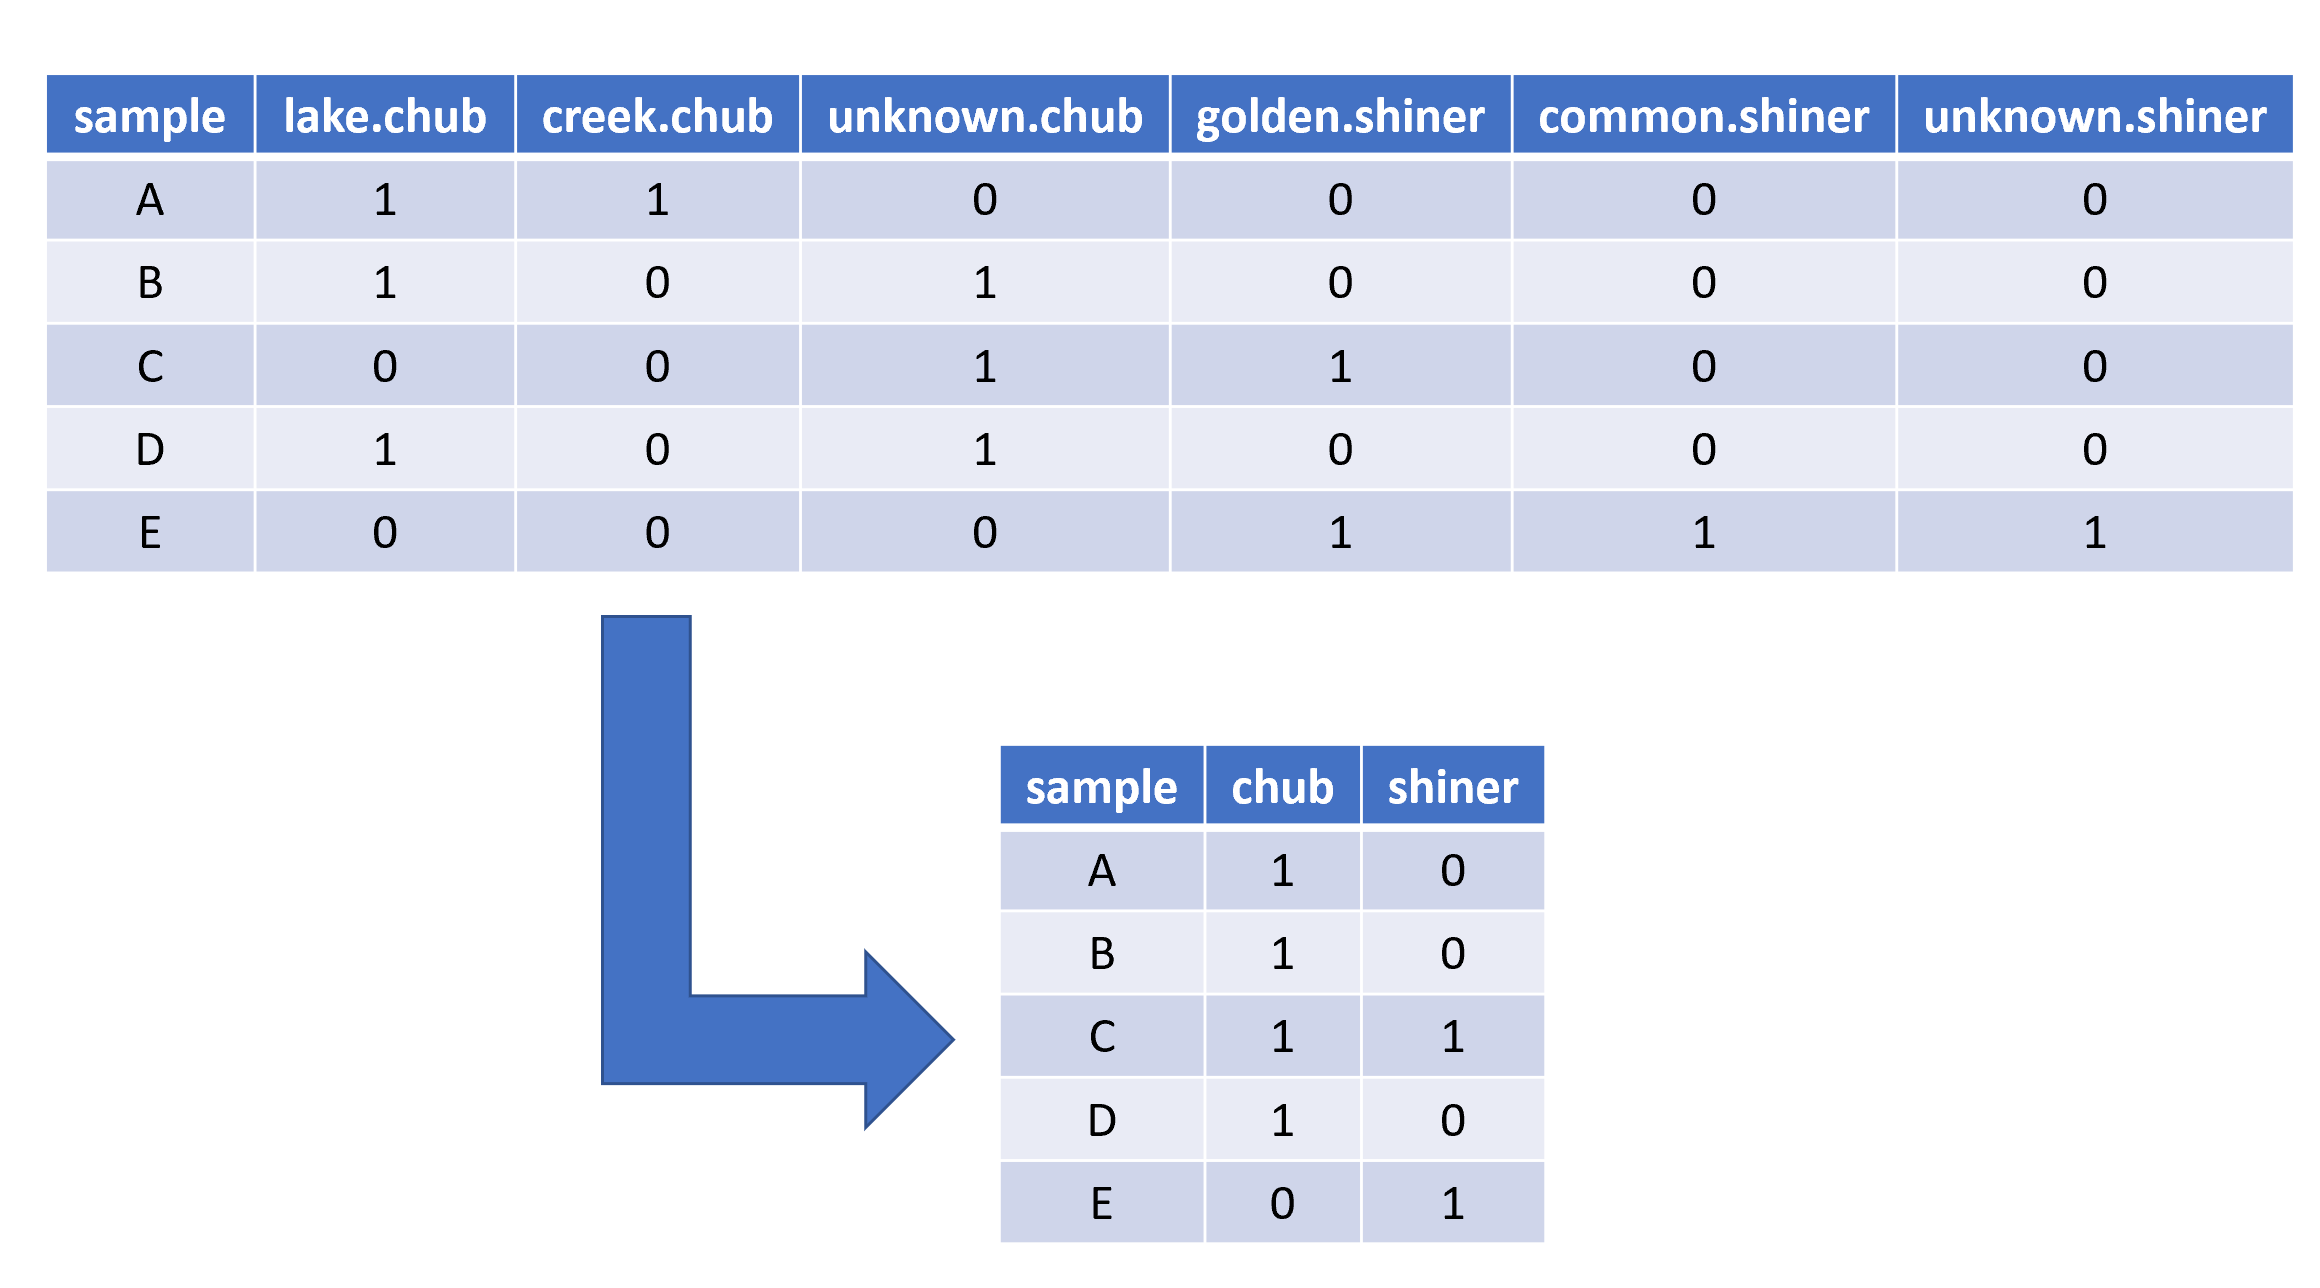 sample lake.chub creek.chub unknown.chub golden.shiner common.shiner unknown.shiner
A 1 1 0 0 0 0
B 1 0 1 0 0 0
C 0 0 1 1 0 0
D 1 0 1 0 0 0
E 0 0 0 1 1 1
sample chub shiner
A 1 0
B 1 0
C 1 1
D 1 0
E 0 1